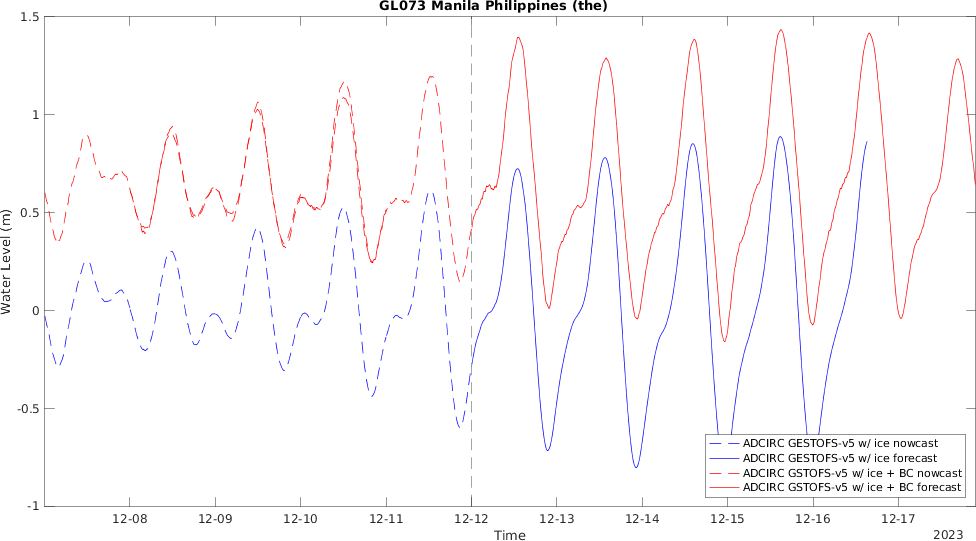 GL073 Manila Philippines (the)
1.5
1
0.5
0
-0.5
-1
Water Level (m)
12-08 12-09 12-10 12-11 12-12 12-13 12-14 12-15 12-16 12-17
Time
2023
ADCIRC GESTOFS-v5 w/ ice nowcast
ADCIRC GESTOFS-v5 w/ ice forecast
ADCIRC GSTOFS-v5 w/ ice + BC nowcast
ADCIRC GSTOFS-v5 w/ ice + BC forecast